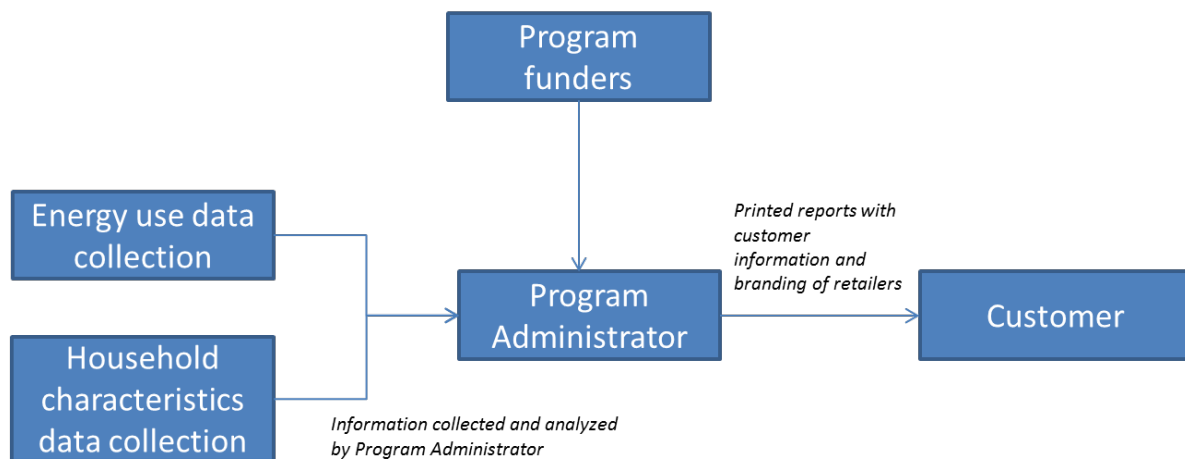 Program
funders
Energy use data
collection
Printed reports with
customer
information and
branding of retailers
Program
Administrator
Customer
Household
characteristics
data collection
Information collected and analyzed
by Program Administrator